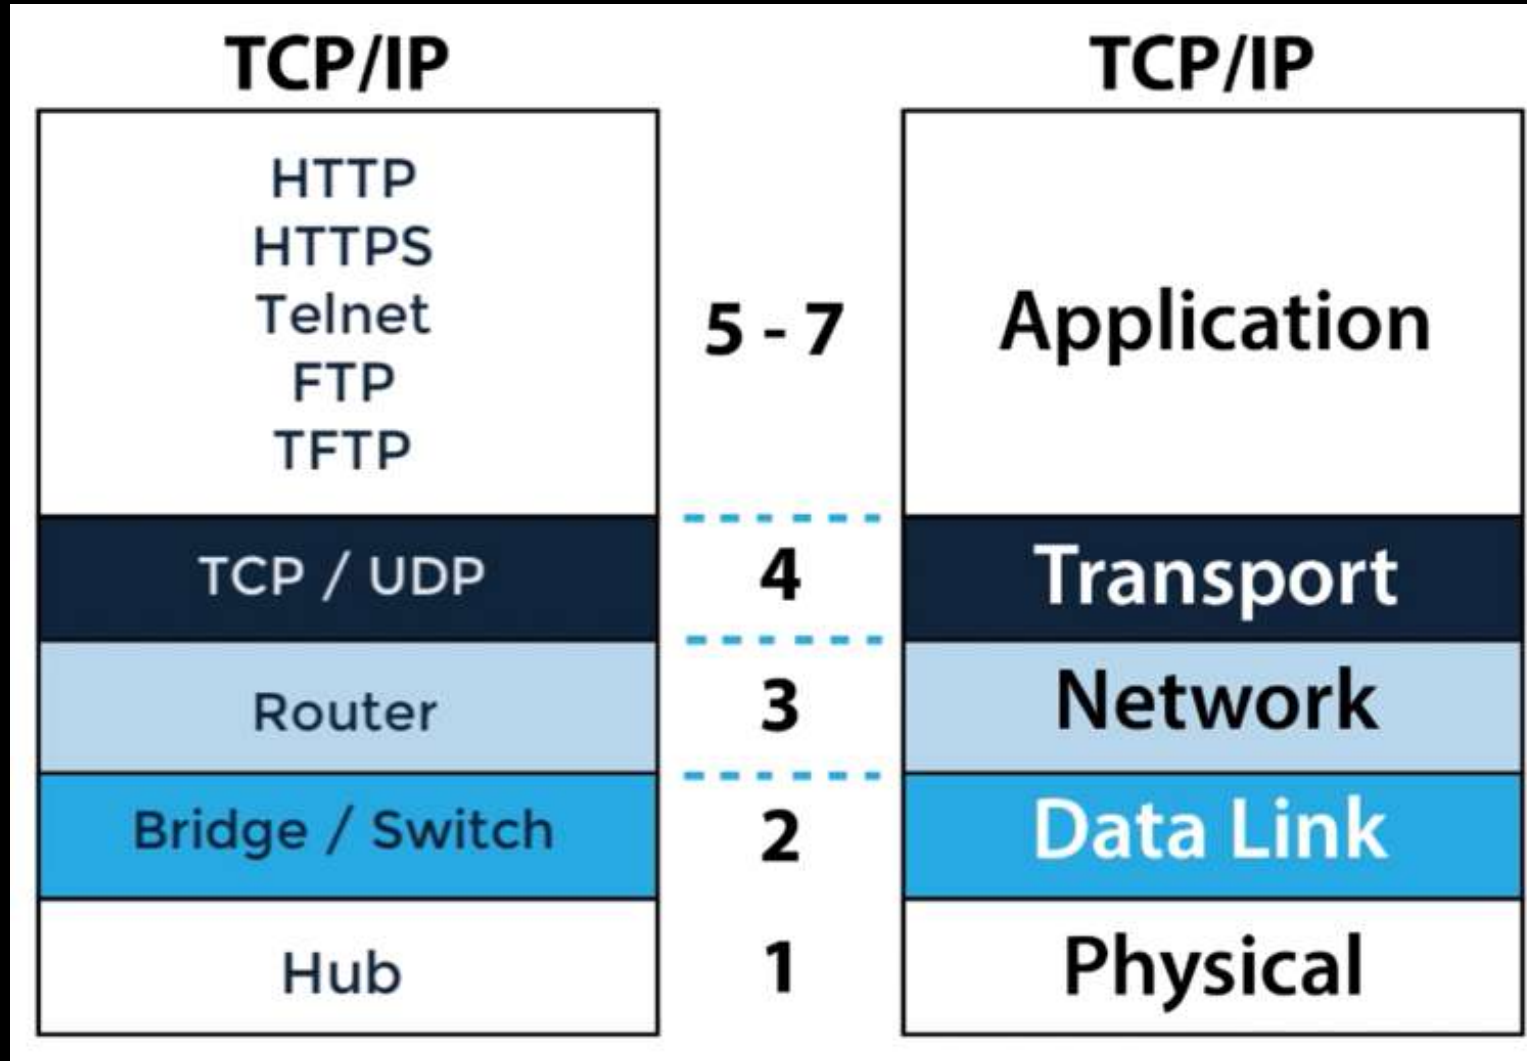 TCP/IP
HTTP
HTTPS
Telnet
FTP
TFTP
TCP / UDP
Router
Bridge / Switch
Hub
5 - 7
4
3
2
1
TCP/IP
Application
Transport
Network
Data Link
Physical